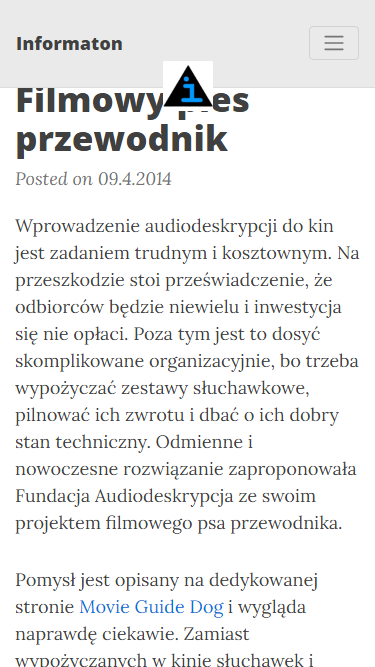 Informaton
Filmowy pies
przewodnik
Posted on 09.4.2014
Wprowadzenie audiodeskrypcji do kin
jest zadaniem trudnym i kosztownym. Na
przeszkodzie stoi przeświadczenie, że
odbiorców będzie niewielu i inwestycja
się nie opłaci. Poza tym jest to dosyć
skomplikowane organizacyjnie, bo trzeba
wypożyczać zestawy słuchawkowe,
pilnować ich zwrotu i dbać o ich dobry
stan techniczny. Odmienne i
nowoczesne rozwiązanie zaproponowała
Fundacja Audiodeskrypcja ze swoim
projektem filmowego psa przewodnika.
Pomysł jest opisany na dedykowanej
stronie Movie Guide Dog i wygląda
naprawdę ciekawie. Zamiast
wypożyczanych w kinie słuchawek i